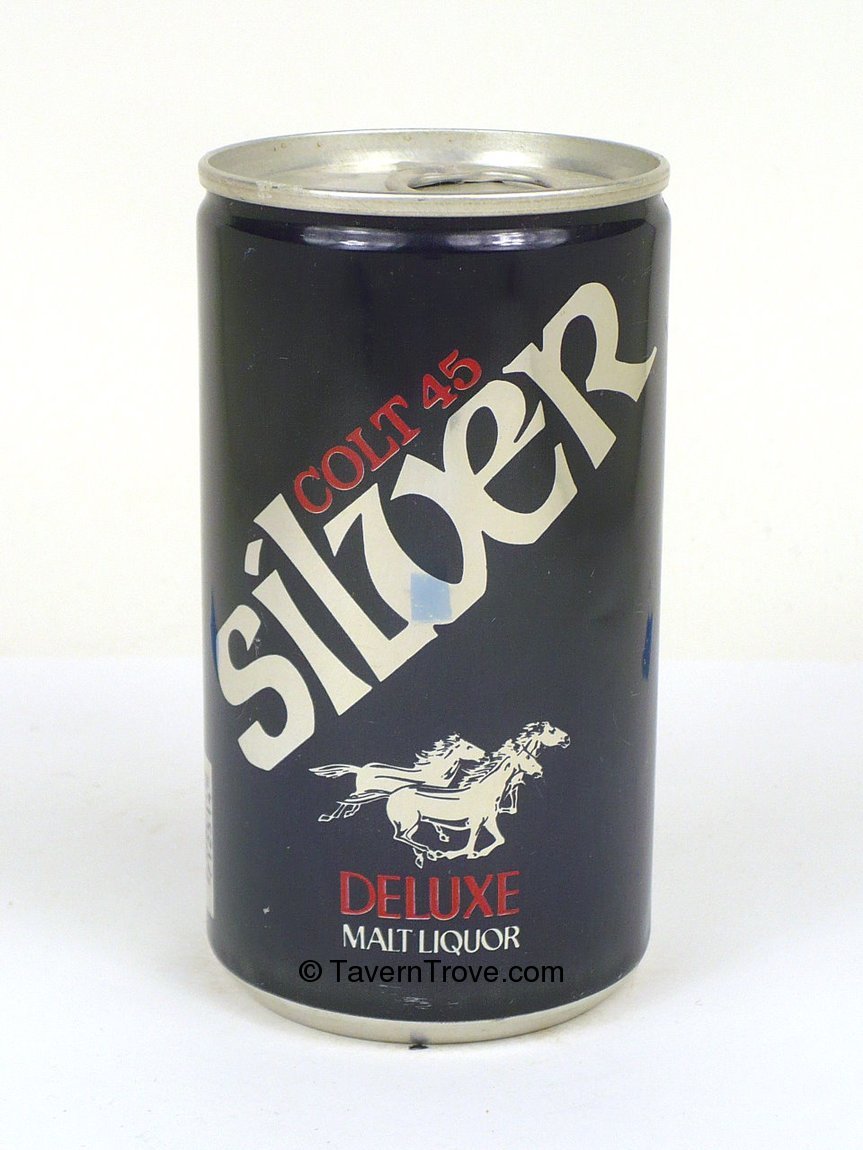 COLT 45
silver
DELUXE
MALT LIQUOR
© TavernTrove.com